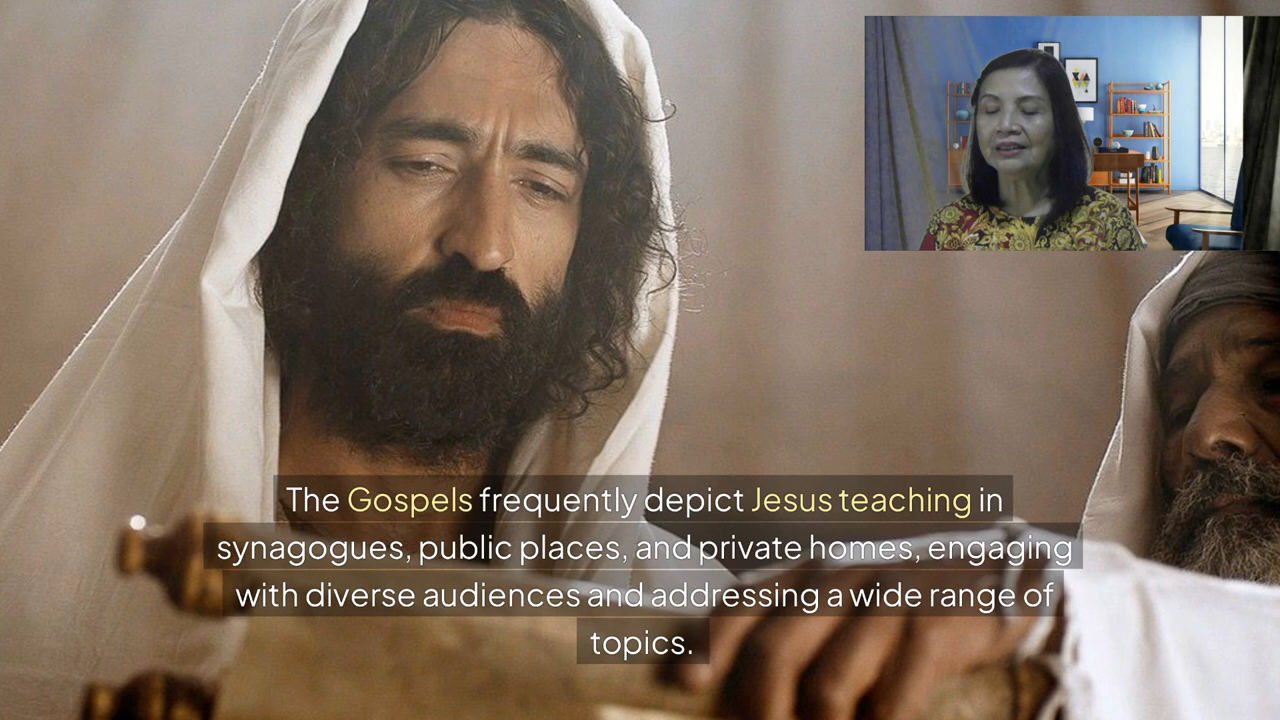 The Gospels frequently depict Jesus teaching in
synagogues, public places, and private homes, engaging
with diverse audiences and addressing a wide range of
topics.